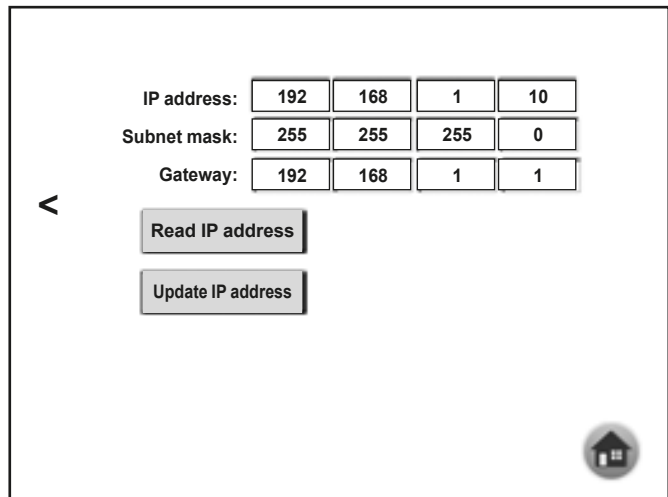 IP address: 192 168 1 10
Subnet mask: 255 255 255 0
Gateway: 192 168 1 1
<
Read IP address
Update IP address